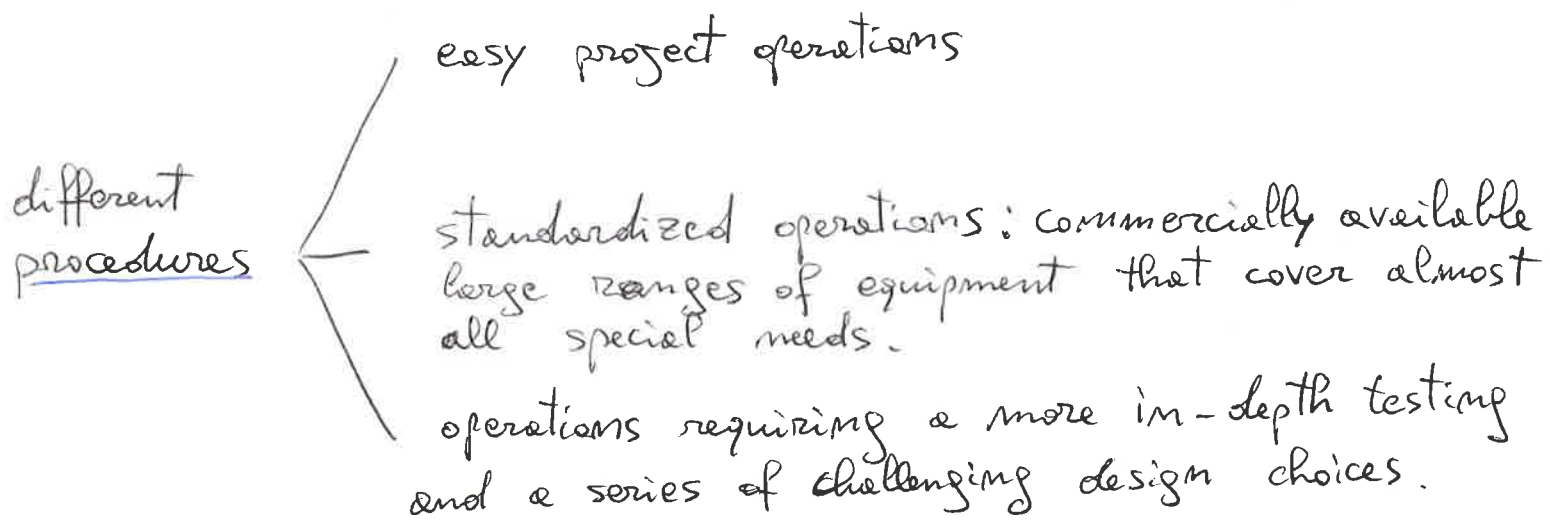 easy project operations
different
procedures
standardized operations: commercially available
large ranges of equipment that cover almost
all special needs.
operations requiring a more in-depth testing
and a series of challenging design choices.